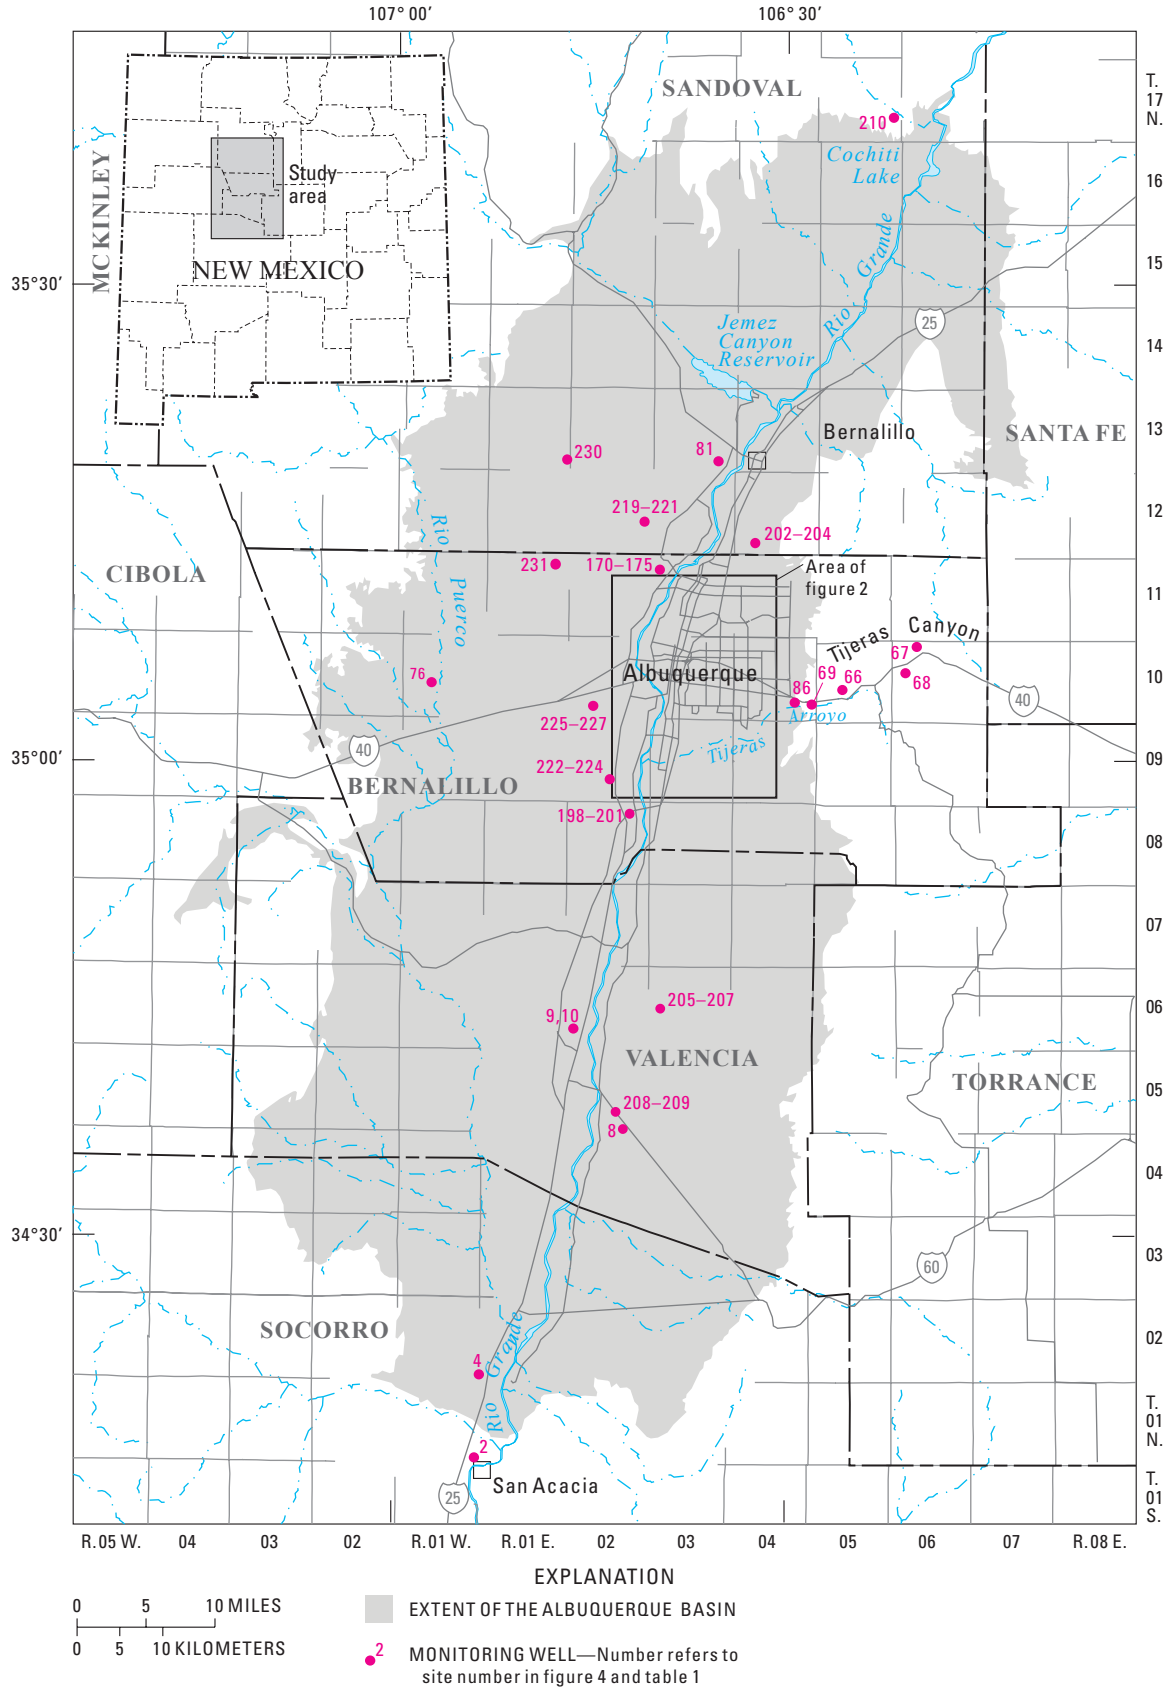 107° 00′
106° 30′
SANDOVAL
T.
17
N.
210
Cochiti
Lake
MCKINLEY
Study
area
16
Rio Grande
NEW MEXICO
15
35° 30′
25
Jemez
Canyon
Reservoir
14
Bernalillo
SANTA FE
13
230
81
219–221
12
202–204
Rio Puerco
CIBOLA
231
170–175
Area of
figure 2
11
Tijeras Canyon
67
76
Albuquerque
86
69
66
68
10
40
225–227
Tijeras Arroyo
40
35° 00′
222–224
09
BERNALILLO
198–201
08
07
205–207
06
9,10
VALENCIA
TORRANCE
208–209
05
8
04
34° 30′
03
60
SOCORRO
02
4
Rio Grande
T.
01
N.
2
San Acacia
25
T.
01
S.
R. 05 W.
04
03
02
R. 01 W.
R. 01 E.
02
03
04
05
06
07
R. 08 E.
EXPLANATION
0
5
10 MILES
0
5
10 KILOMETERS
EXTENT OF THE ALBUQUERQUE BASIN
2
MONITORING WELL—Number refers to
site number in figure 4 and table 1